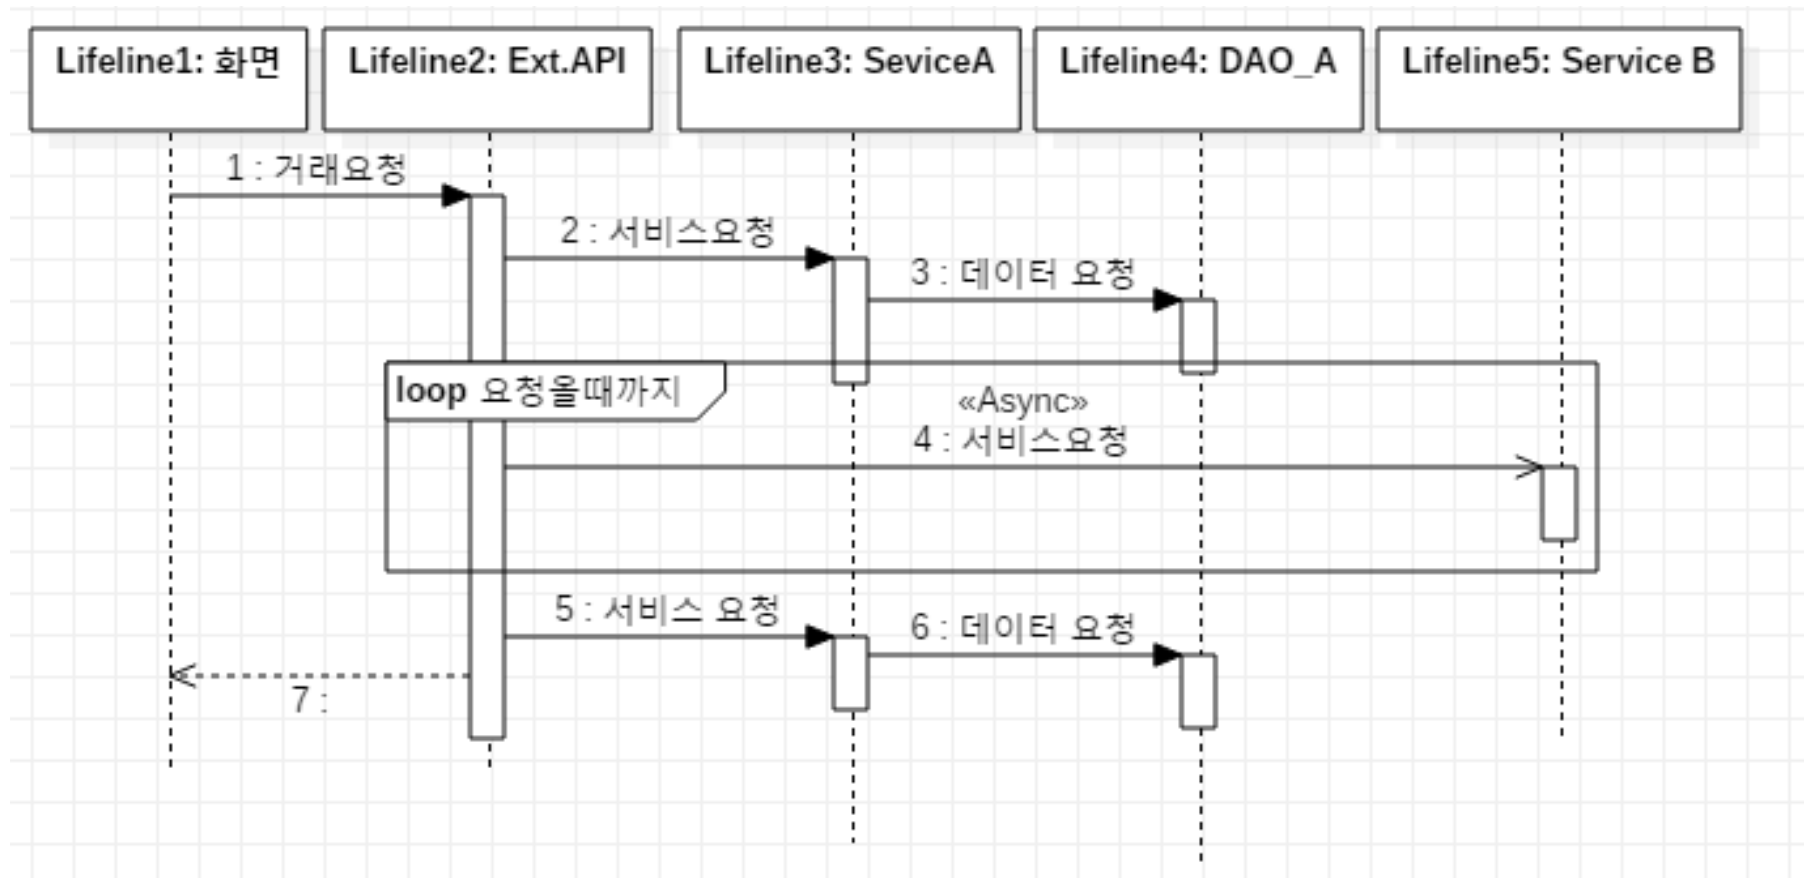 Lifeline1: 화면
Lifeline2: Ext.API
Lifeline3: SeviceA
Lifeline4: DAO_A
Lifeline5: Service B
1 : 거래요청
2 : 서비스요청
3 : 데이터 요청
loop 요청올때까지
«Async»
4 : 서비스요청
5 : 서비스 요청
6 : 데이터 요청
7 :